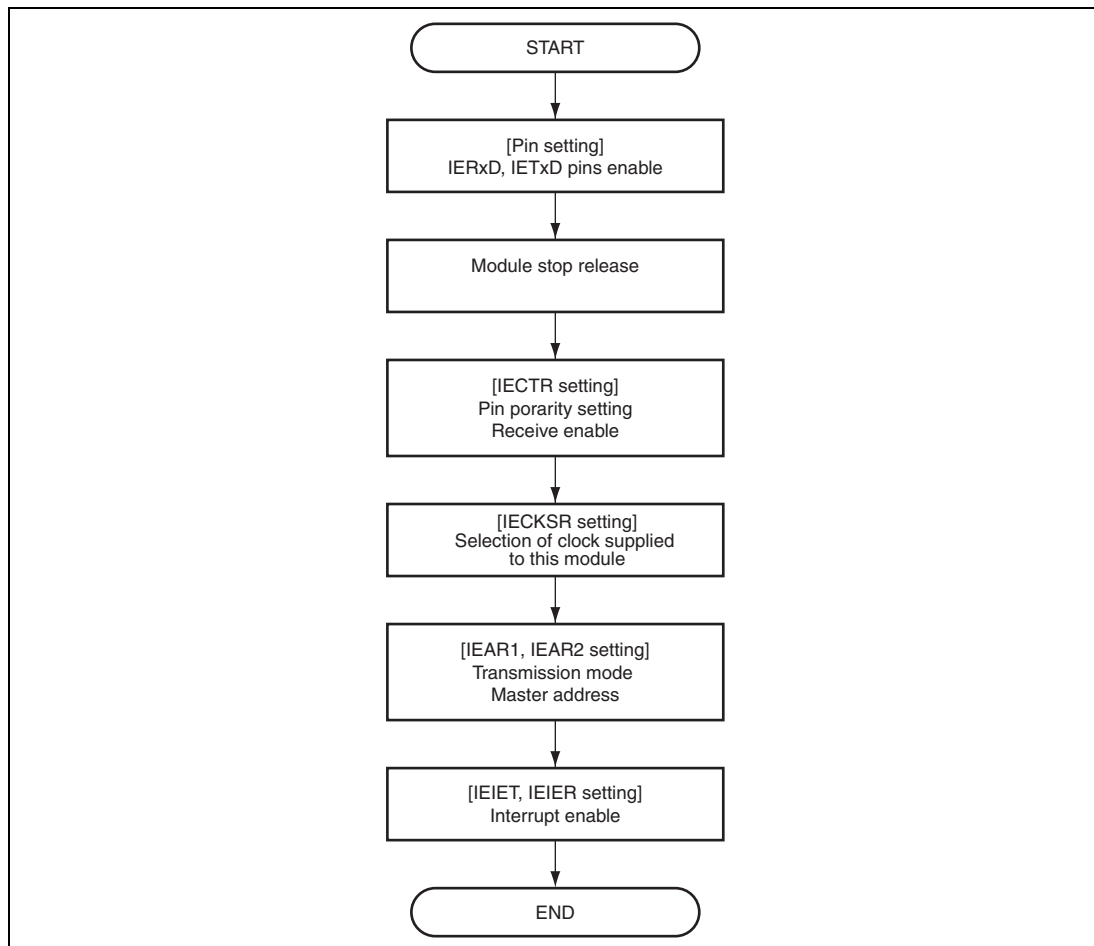 START
[Pin setting]
IERxD, IETxD pins enable
Module stop release
[IECTR setting]
Pin porarity setting
Receive enable
[IECKSR setting]
Selection of clock supplied
to this module
[IEAR1, IEAR2 setting]
Transmission mode
Master address
[IEIET, IEIER setting]
Interrupt enable
END